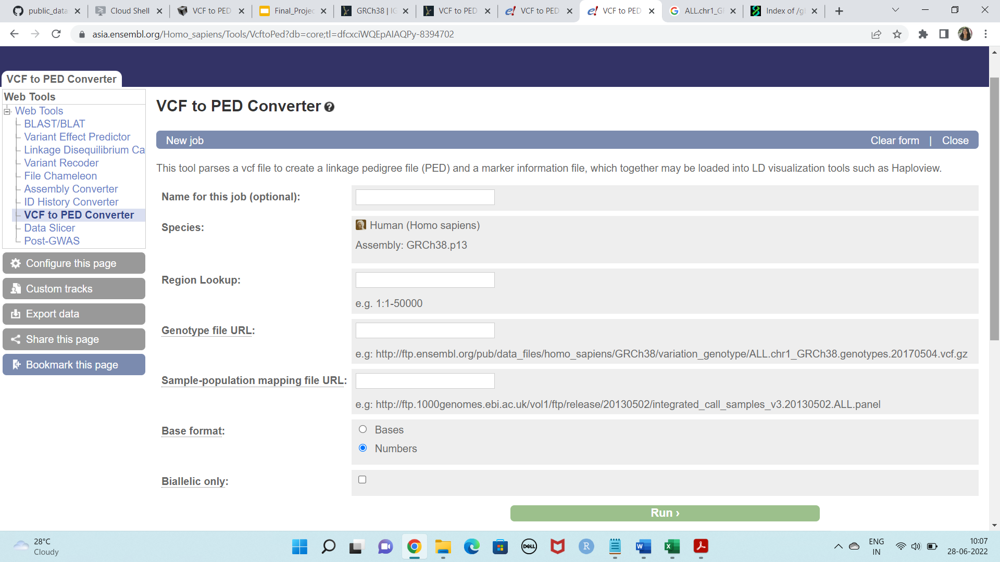 public_data
Cloud Shell
VCF to PED
Final_Projec
GRCh38 | IG
VCF to PED
VCF to PED
VCF to PED
ALL.chr1_GR
Index of /gl
asia.ensembl.org/Homo_sapiens/Tools/VcftoPed?db=core;tl=dfcxciWQEpAIAQPy-8394702
VCF to PED Converter
Web Tools
Web Tools
BLAST/BLAT
Variant Effect Predictor
Linkage Disequilibrium Ca
Variant Recoder
File Chameleon
Assembly Converter
ID History Converter
VCF to PED Converter
Data Slicer
Post-GWAS
Configure this page
Custom tracks
Export data
Share this page
Bookmark this page
VCF to PED Converter
New job
Clear form | Close
This tool parses a vcf file to create a linkage pedigree file (PED) and a marker information file, which together may be loaded into LD visualization tools such as Haploview.
Name for this job (optional):
Species:
Human (Homo sapiens)
Assembly: GRCh38.p13
Region Lookup:
e.g. 1:1-50000
Genotype file URL:
e.g: http://ftp.ensembl.org/pub/data_files/homo_sapiens/GRCh38/variation_genotype/ALL.chr1_GRCh38.genotypes.20170504.vcf.gz
Sample-population mapping file URL:
e.g: http://ftp.1000genomes.ebi.ac.uk/vol1/ftp/release/20130502/integrated_call_samples_v3.20130502.ALL.panel
Base format:
Bases
Numbers
Biallelic only:
Run ›
28°C
Cloudy
DELL
R
W
X
ENG
IN
10:07
28-06-2022